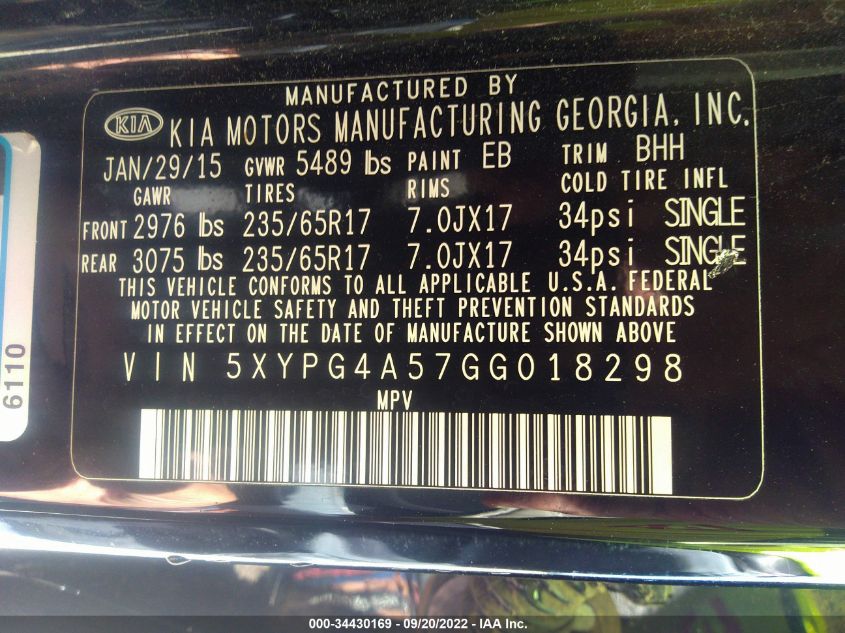 MANUFACTURED BY
KIA KIA MOTORS MANUFACTURING GEORGIA, INC.
JAN/29/15 GVWR 5489 lbs PAINT EB TRIM BHH
GAWR TIRES RIMS COLD TIRE INFL
FRONT 2976 lbs 235/65R17 7.0JX17 34psi SINGLE
REAR 3075 lbs 235/65R17 7.0JX17 34psi SINGLE
THIS VEHICLE CONFORMS TO ALL APPLICABLE U.S.A. FEDERAL
MOTOR VEHICLE SAFETY AND THEFT PREVENTION STANDARDS
IN EFFECT ON THE DATE OF MANUFACTURE SHOWN ABOVE
VIN 5XYPG4A57GG018298
MPV
6110
000-34430169 - 09/20/2022 - IAA Inc.